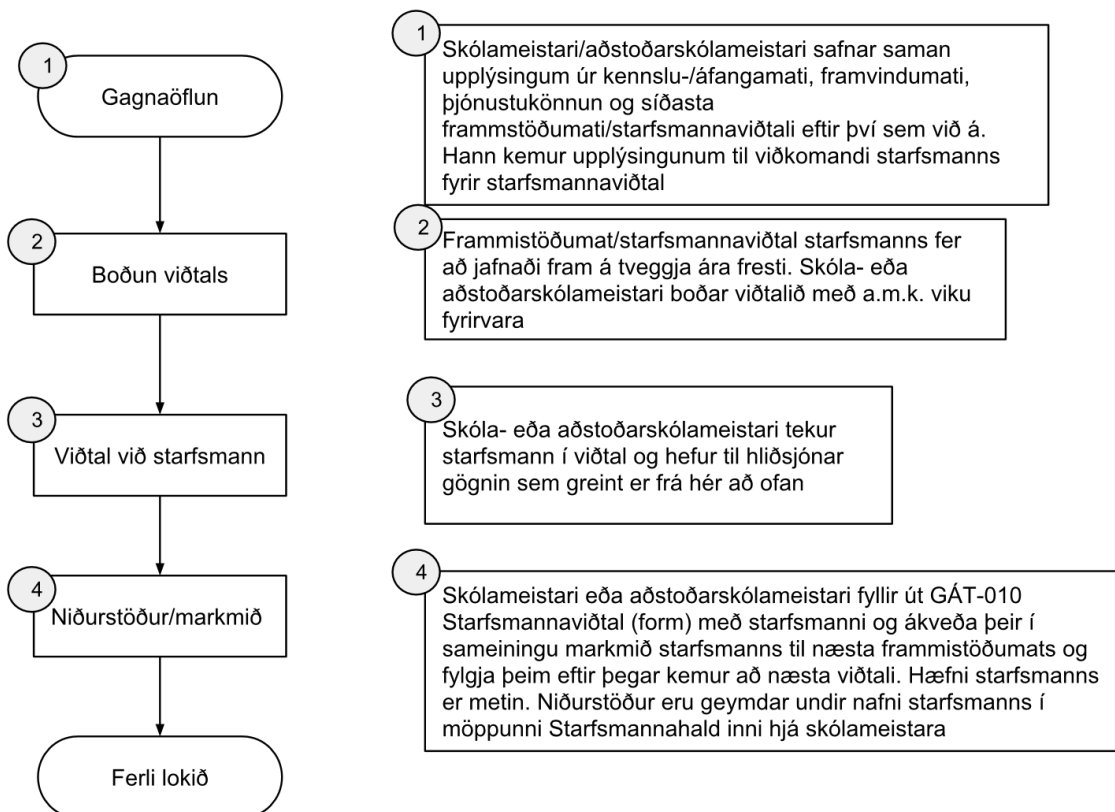 1
Gagnaöflun
2
Boðun viðtals
3
Viðtal við starfsmann
4
Niðurstöður/markmið
Ferli lokið
1
Skólameistari/aðstoðarskólameistari safnar saman
upplýsingum úr kennslu-/áfangamati, framvindumati,
þjónustukönnun og síðasta
frammstöðumati/starfsmannaviðtali eftir því sem við á.
Hann kemur upplýsingunum til viðkomandi starfsmanns
fyrir starfsmannaviðtal
2
Frammistöðumat/starfsmannaviðtal starfsmanns fer
að jafnaði fram á tveggja ára fresti. Skóla- eða
aðstoðarskólameistari boðar viðtalið með a.m.k. viku
fyrirvara
3
Skóla- eða aðstoðarskólameistari tekur
starfsmann í viðtal og hefur til hliðsjónar
gögnin sem greint er frá hér að ofan
4
Skólameistari eða aðstoðarskólameistari fyllir út GÁT-010
Starfsmannaviðtal (form) með starfsmanni og ákveða þeir í
sameiningu markmið starfsmanns til næsta frammistöðumats og
fylgja þeim eftir þegar kemur að næsta viðtali. Hæfni starfsmanns
er metin. Niðurstöður eru geymdar undir nafni starfsmanns í
möppunni Starfsmannahald inni hjá skólameistara